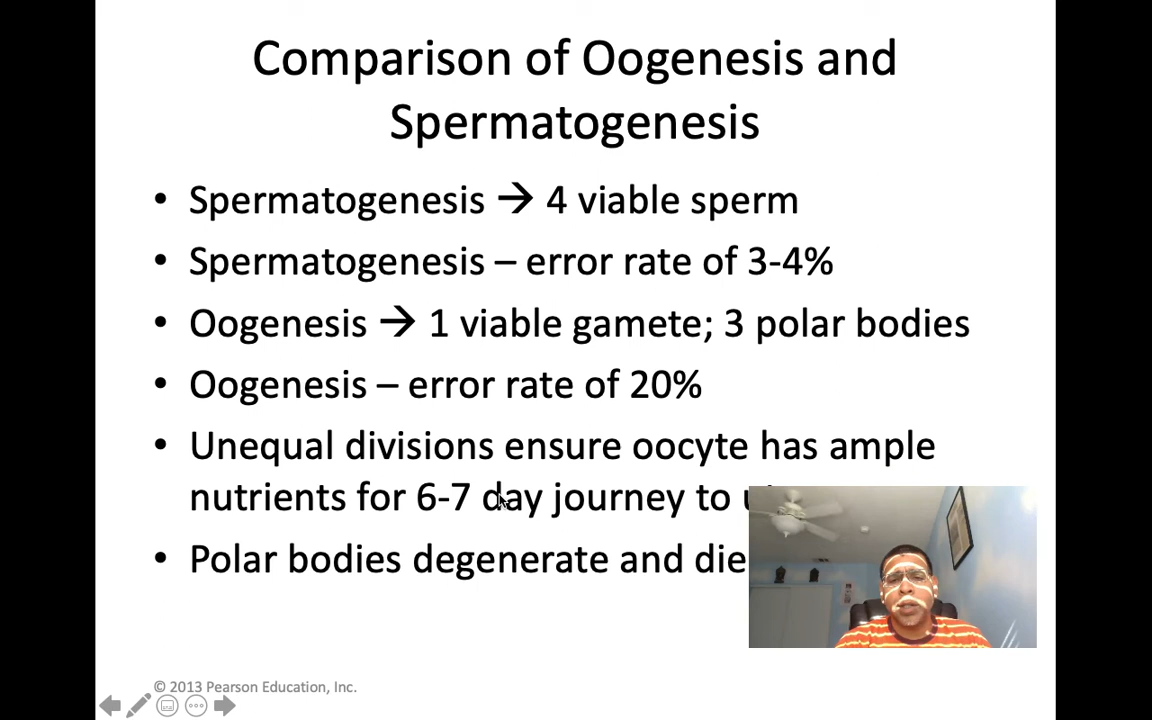 Comparison of Oogenesis and
Spermatogenesis
• Spermatogenesis → 4 viable sperm
• Spermatogenesis – error rate of 3-4%
• Oogenesis → 1 viable gamete; 3 polar bodies
• Oogenesis – error rate of 20%
• Unequal divisions ensure oocyte has ample
nutrients for 6-7 day journey to
• Polar bodies degenerate and die
© 2013 Pearson Education, Inc.